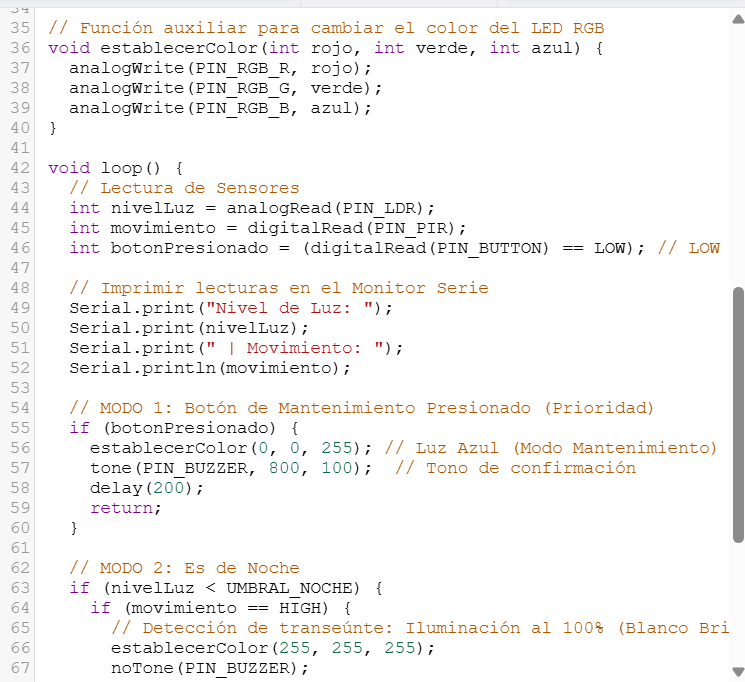 34
35 // Función auxiliar para cambiar el color del LED RGB
36 void establecerColor(int rojo, int verde, int azul) {
37   analogWrite(PIN_RGB_R, rojo);
38   analogWrite(PIN_RGB_G, verde);
39   analogWrite(PIN_RGB_B, azul);
40 }
41
42 void loop() {
43   // Lectura de Sensores
44   int nivelLuz = analogRead(PIN_LDR);
45   int movimiento = digitalRead(PIN_PIR);
46   int botonPresionado = (digitalRead(PIN_BUTTON) == LOW); // LOW
47
48   // Imprimir lecturas en el Monitor Serie
49   Serial.print("Nivel de Luz: ");
50   Serial.print(nivelLuz);
51   Serial.print(" | Movimiento: ");
52   Serial.println(movimiento);
53
54   // MODO 1: Botón de Mantenimiento Presionado (Prioridad)
55   if (botonPresionado) {
56     establecerColor(0, 0, 255); // Luz Azul (Modo Mantenimiento)
57     tone(PIN_BUZZER, 800, 100);  // Tono de confirmación
58     delay(200);
59     return;
60   }
61
62   // MODO 2: Es de Noche
63   if (nivelLuz < UMBRAL_NOCHE) {
64     if (movimiento == HIGH) {
65       // Detección de transeúnte: Iluminación al 100% (Blanco Bri
66       establecerColor(255, 255, 255);
67       noTone(PIN_BUZZER);